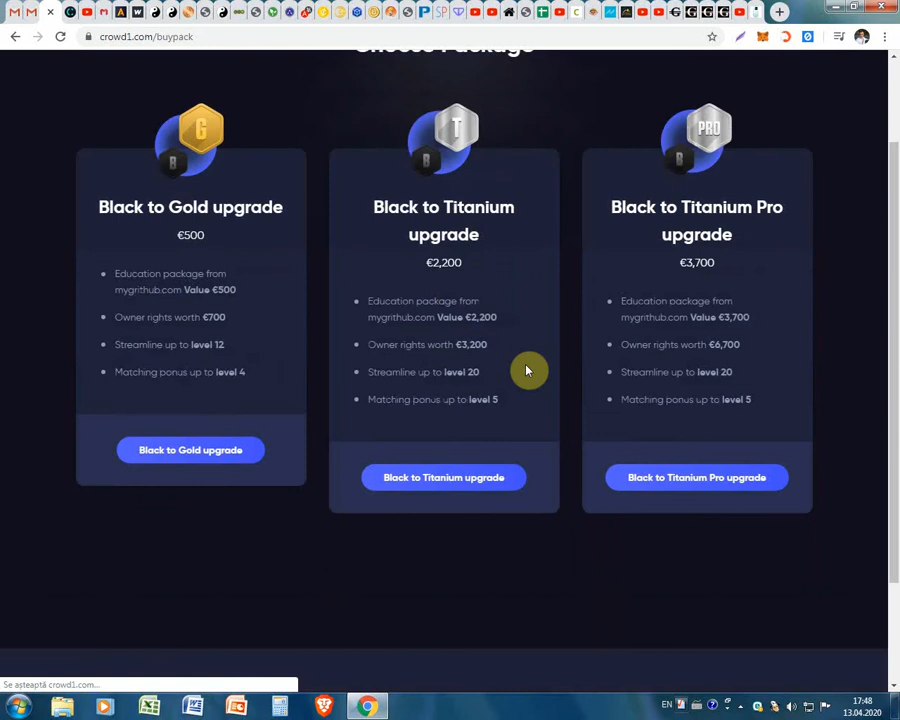 crowd1.com/buypack
Choose Package
G
B
Black to Gold upgrade
€500
Education package from
mygrithub.com Value €500
Owner rights worth €700
Streamline up to level 12
Matching ponus up to level 4
Black to Gold upgrade
T
B
Black to Titanium
upgrade
€2,200
Education package from
mygrithub.com Value €2,200
Owner rights worth €3,200
Streamline up to level 20
Matching ponus up to level 5
Black to Titanium upgrade
PRO
B
Black to Titanium Pro
upgrade
€3,700
Education package from
mygrithub.com Value €3,700
Owner rights worth €6,700
Streamline up to level 20
Matching ponus up to level 5
Black to Titanium Pro upgrade
Se așteaptă crowd1.com...
EN
17:48
13.04.2020